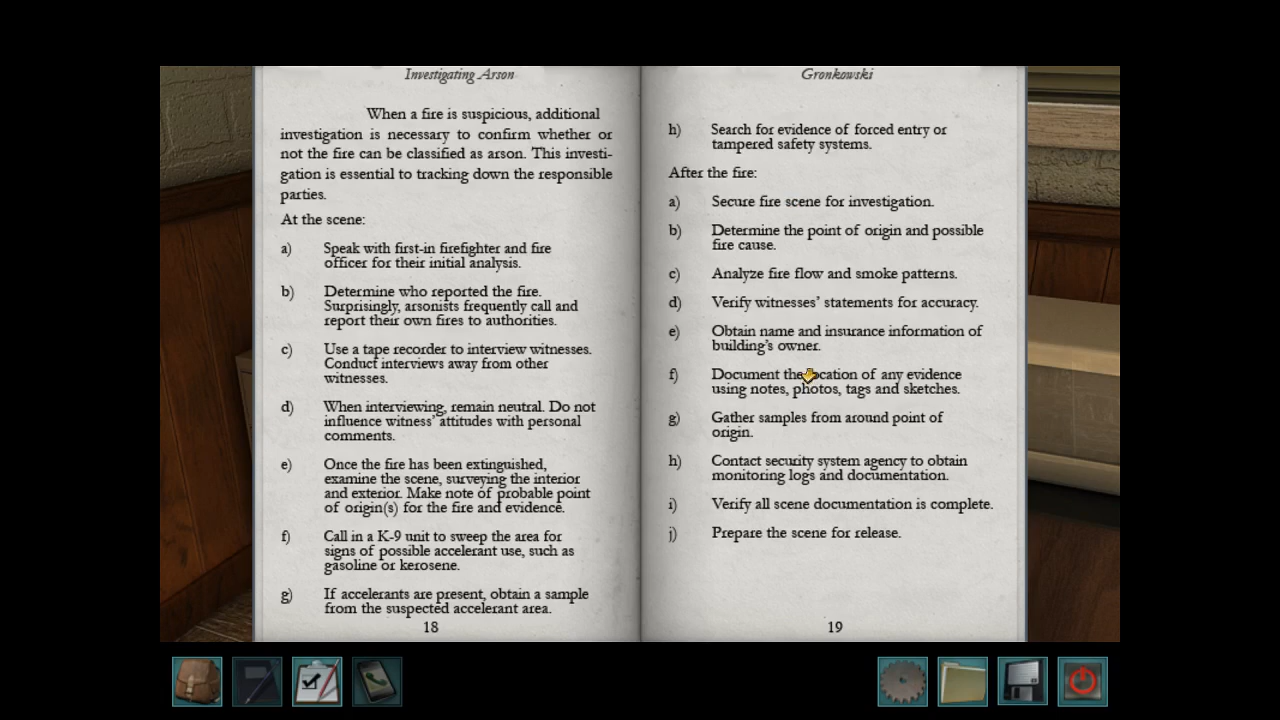 Investigating Arson
When a fire is suspicious, additional
investigation is necessary to confirm whether or
not the fire can be classified as arson. This investi-
gation is essential to tracking down the responsible
parties.
At the scene:
a) Speak with first-in firefighter and fire
officer for their initial analysis.
b) Determine who reported the fire.
Surprisingly, arsonists frequently call and
report their own fires to authorities.
c) Use a tape recorder to interview witnesses.
Conduct interviews away from other
witnesses.
d) When interviewing, remain neutral. Do not
influence witness' attitudes with personal
comments.
e) Once the fire has been extinguished,
examine the scene, surveying the interior
and exterior. Make note of probable point
of origin(s) for the fire and evidence.
f) Call in a K-9 unit to sweep the area for
signs of possible accelerant use, such as
gasoline or kerosene.
g) If accelerants are present, obtain a sample
from the suspected accelerant area.
18
Gronkowski
h) Search for evidence of forced entry or
tampered safety systems.
After the fire:
a) Secure fire scene for investigation.
b) Determine the point of origin and possible
fire cause.
c) Analyze fire flow and smoke patterns.
d) Verify witnesses' statements for accuracy.
e) Obtain name and insurance information of
building's owner.
f) Document the location of any evidence
using notes, photos, tags and sketches.
g) Gather samples from around point of
origin.
h) Contact security system agency to obtain
monitoring logs and documentation.
i) Verify all scene documentation is complete.
j) Prepare the scene for release.
19